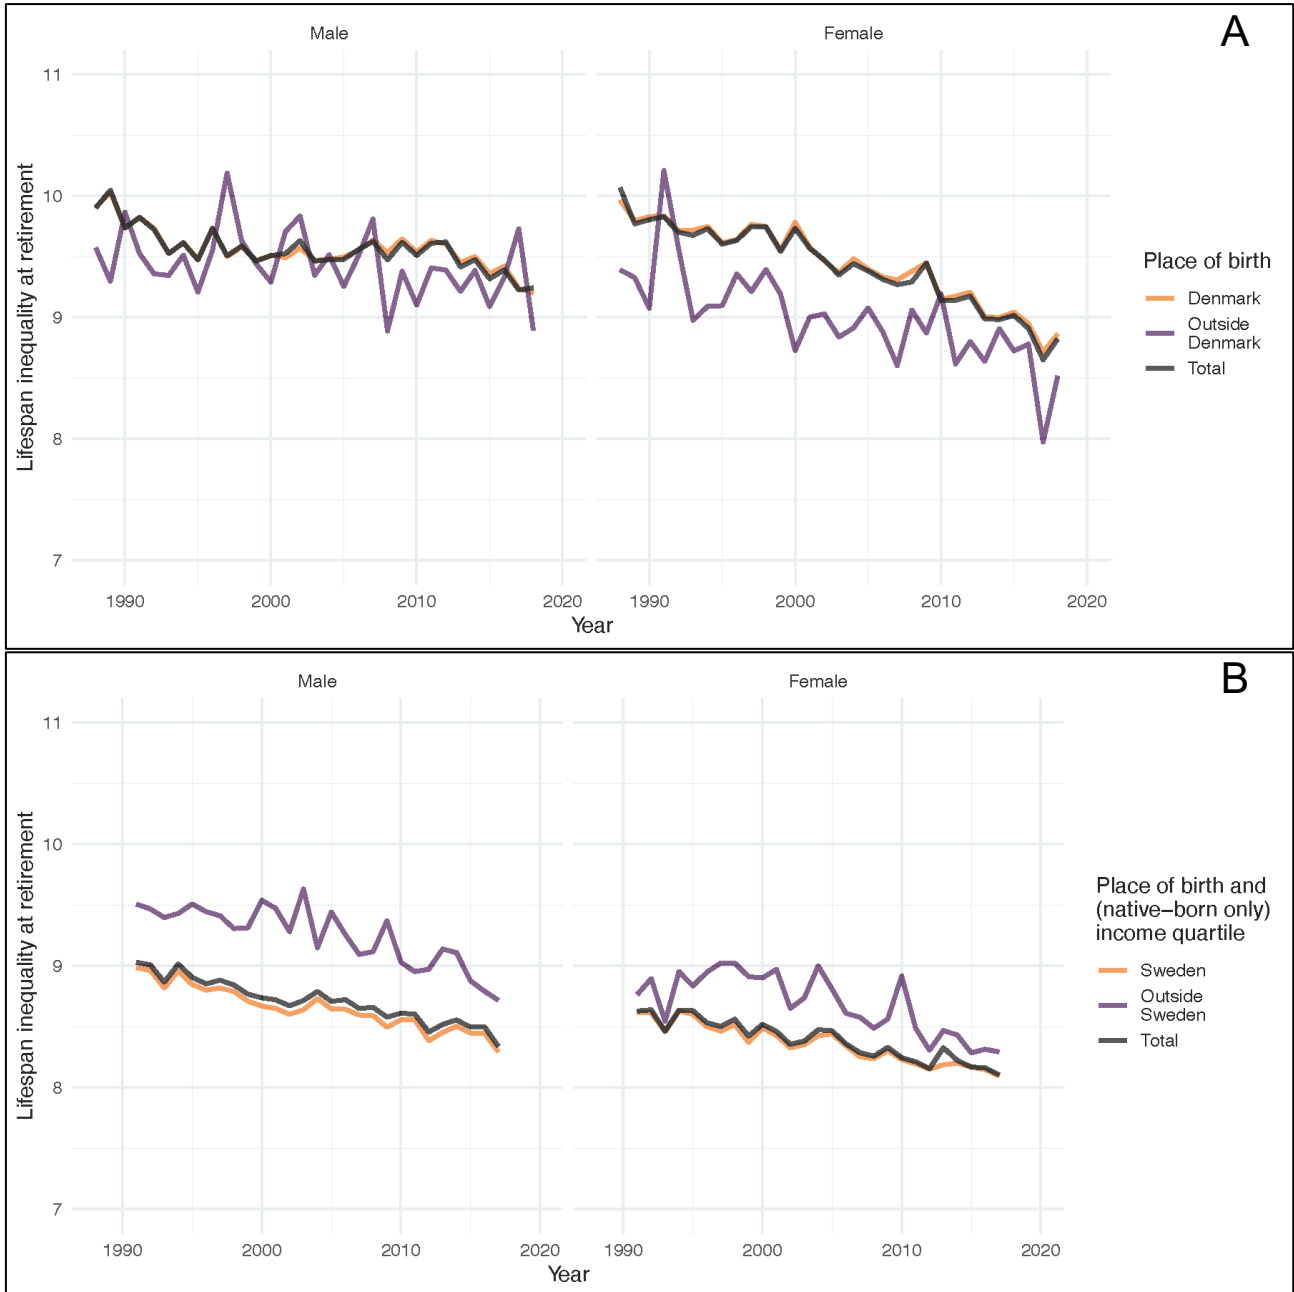 A
Male
Female
11
10
9
8
7
Lifespan inequality at retirement
1990
2000
2010
2020
1990
2000
2010
2020
Year
Place of birth
Denmark
Outside
Denmark
Total
B
Male
Female
11
10
9
8
7
Lifespan inequality at retirement
1990
2000
2010
2020
1990
2000
2010
2020
Year
Place of birth and
(native–born only)
income quartile
Sweden
Outside
Sweden
Total